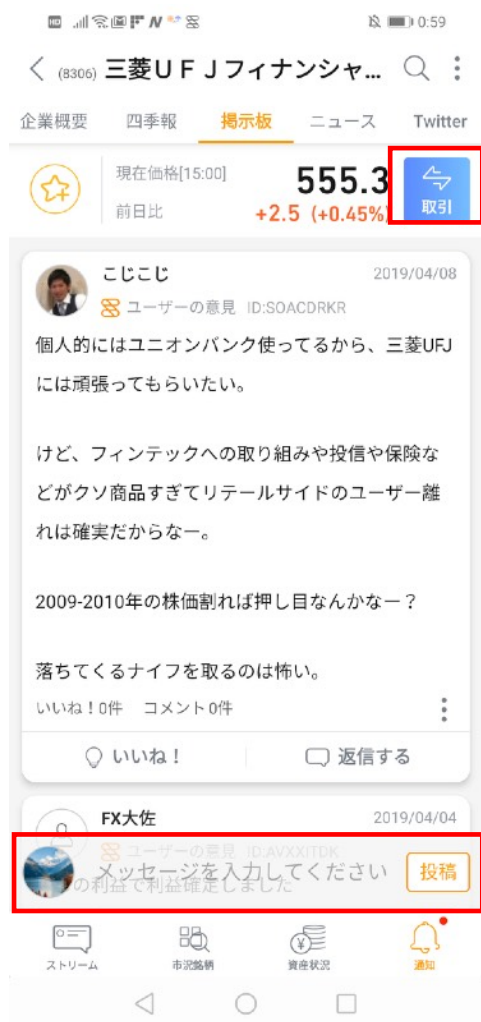 HD N 0:59
(8306) 三菱UFJフィナンシャ...
企業概要 四季報 掲示板 ニュース Twitter
現在価格[15:00] 555.3
前日比 +2.5 (+0.45%)
取引
こじこじ 2019/04/08
ユーザーの意見 ID:SOACDRKR
個人的にはユニオンバンク使ってるから、三菱UFJ
には頑張ってもらいたい。
けど、フィンテックへの取り組みや投信や保険な
どがクソ商品すぎてリテールサイドのユーザー離
れは確実だからなー。
2009-2010年の株価割れば押し目なんかなー？
落ちてくるナイフを取るのは怖い。
いいね！0件 コメント0件
いいね！ 返信する
FX大佐 2019/04/04
ユーザーの意見 ID:AVXXITDK
メッセージを入力してください 投稿
の利益で利益確定しました
ストリーム 市況銘柄 資産状況 通知